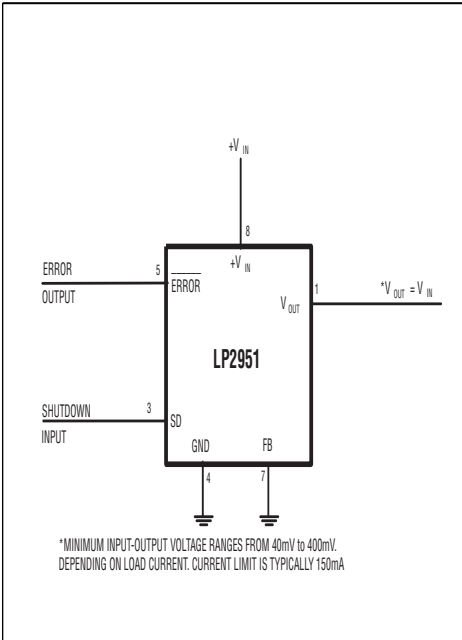 +V IN
8
+V IN
ERROR
5
ERROR
OUTPUT
1
V OUT
*V OUT = V IN
LP2951
SHUTDOWN
3
SD
INPUT
GND
FB
4
7
*MINIMUM INPUT-OUTPUT VOLTAGE RANGES FROM 40mV to 400mV.
DEPENDING ON LOAD CURRENT. CURRENT LIMIT IS TYPICALLY 150mA